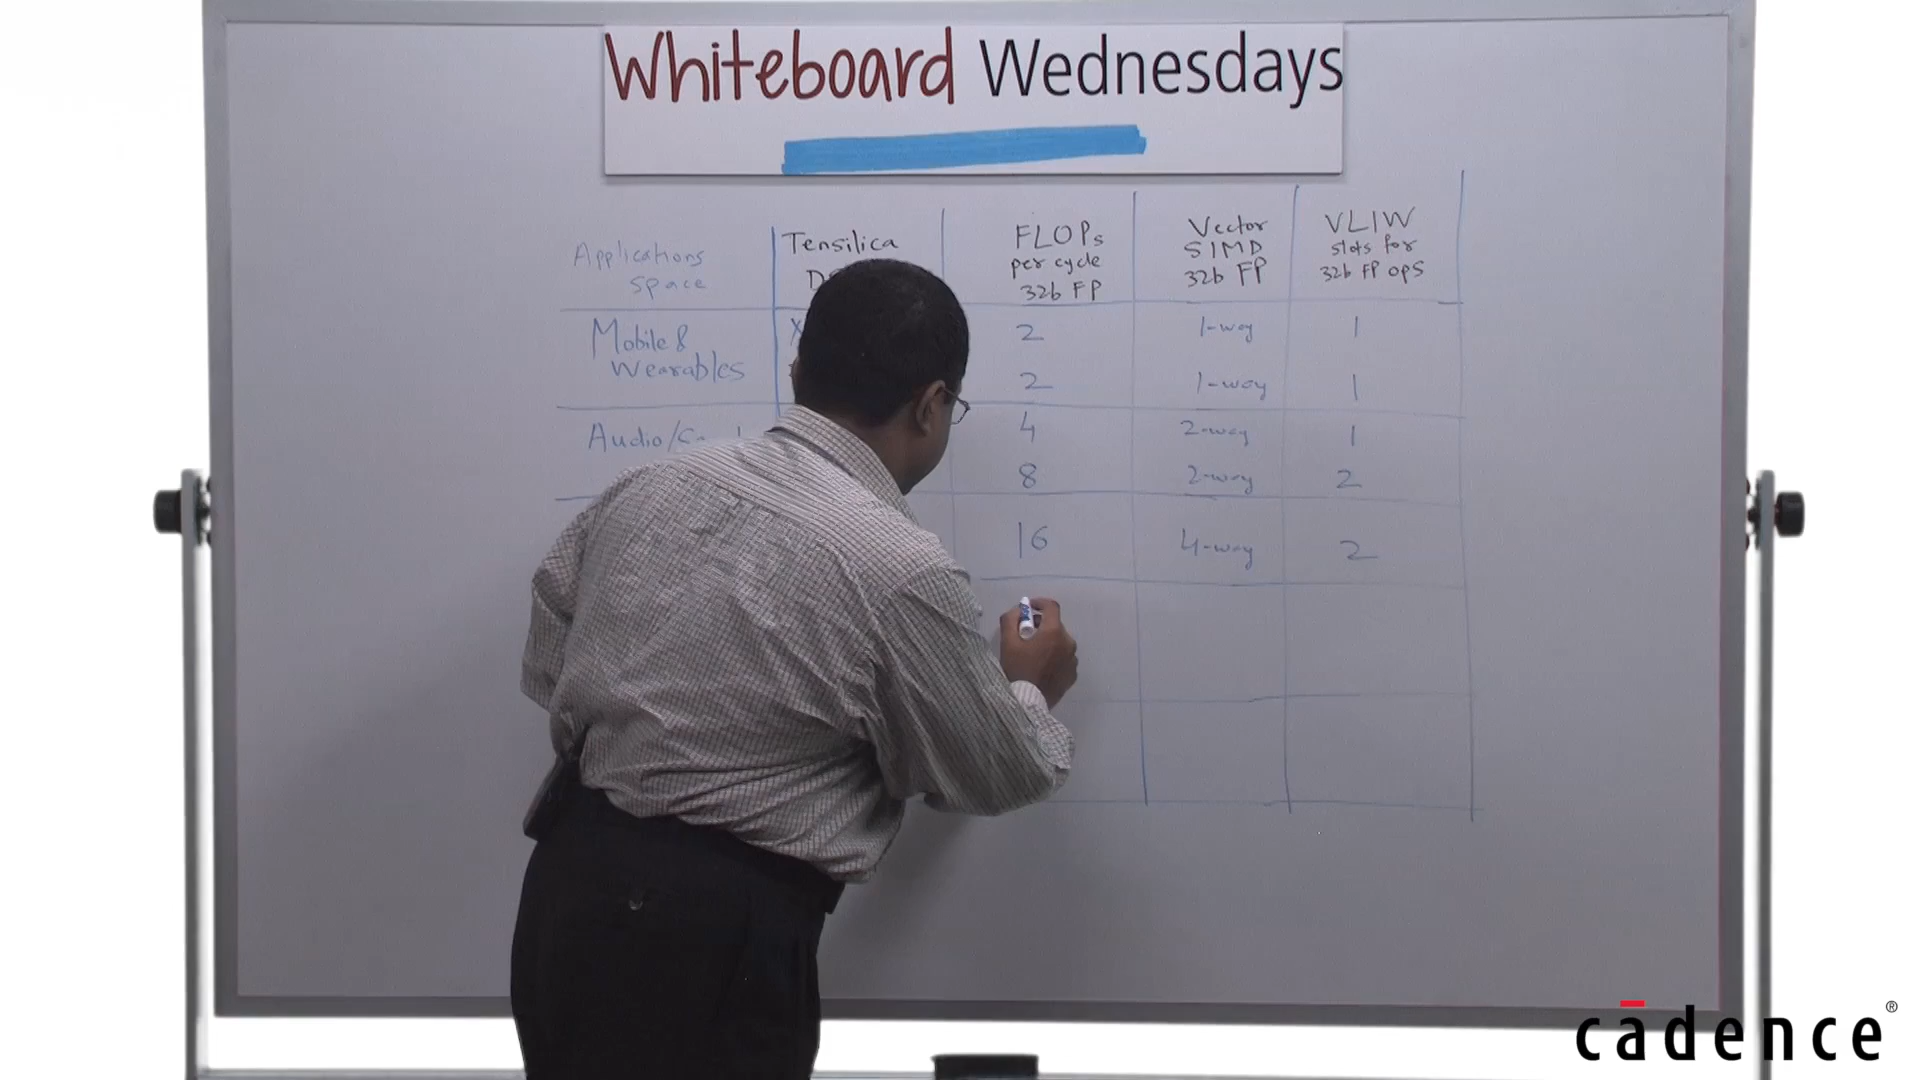 Whiteboard Wednesdays
Applications
space
Tensilica
FLOPs
per cycle
32b FP
Vector
SIMD
32b FP
VLIW
slots for
32b FP ops
Mobile &
Wearables
2
1-way
1
2
1-way
1
Audio/
4
2-way
1
8
2-way
2
16
4-way
2
cadence®